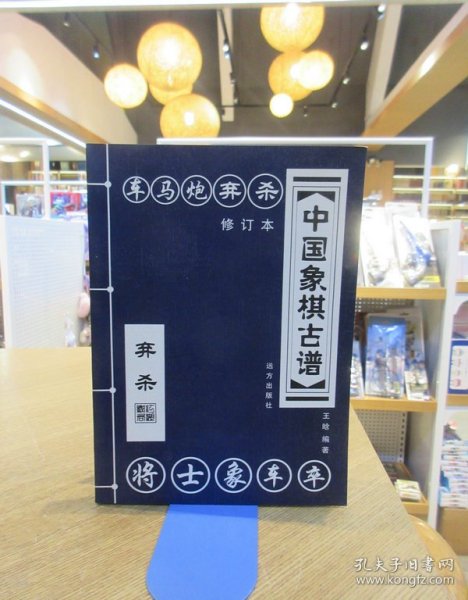 车马炮弃杀
修订本
中国象棋古谱
远方出版社
王晗 编著
弃杀
将士象车卒
孔夫子旧书网
www.kongfz.com